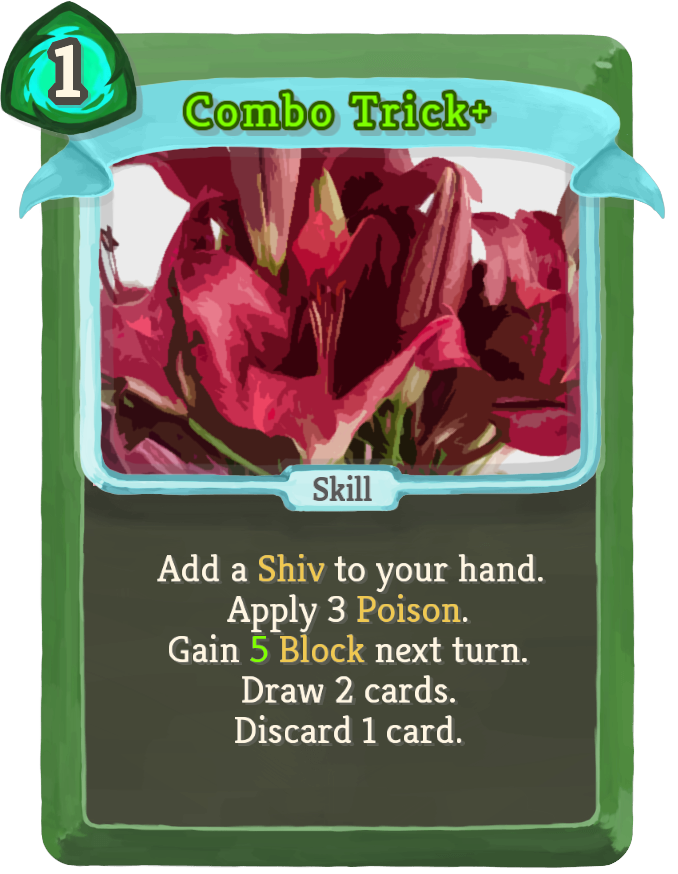 1
Combo Trick+
Skill
Add a Shiv to your hand.
Apply 3 Poison.
Gain 5 Block next turn.
Draw 2 cards.
Discard 1 card.